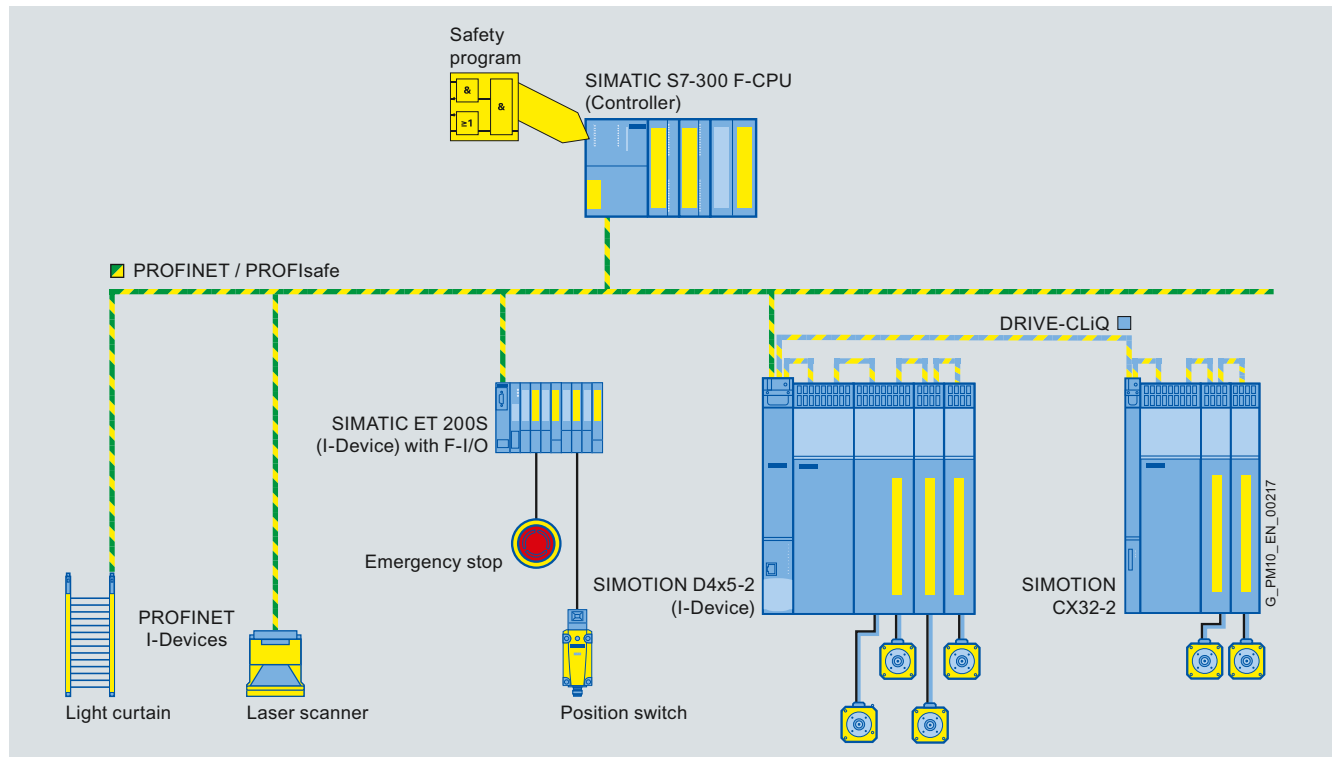 Safety
program
&
&
≥1
SIMATIC S7-300 F-CPU
(Controller)
PROFINET / PROFIsafe
DRIVE-CLiQ
SIMATIC ET 200S
(I-Device) with F-I/O
Emergency stop
SIMOTION D4x5-2
(I-Device)
SIMOTION
CX32-2
G_PM10_EN_00217
PROFINET
I-Devices
Light curtain
Laser scanner
Position switch